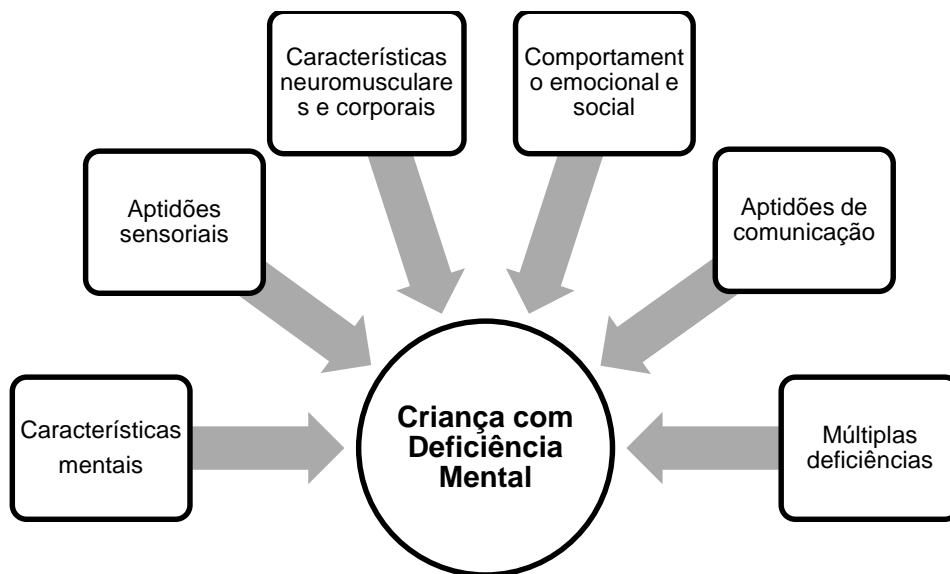 Características
neuromusculare
s e corporais
Comportament
o emocional e
social
Aptidões
sensoriais
Aptidões de
comunicação
Características
mentais
Criança com
Deficiência
Mental
Múltiplas
deficiências